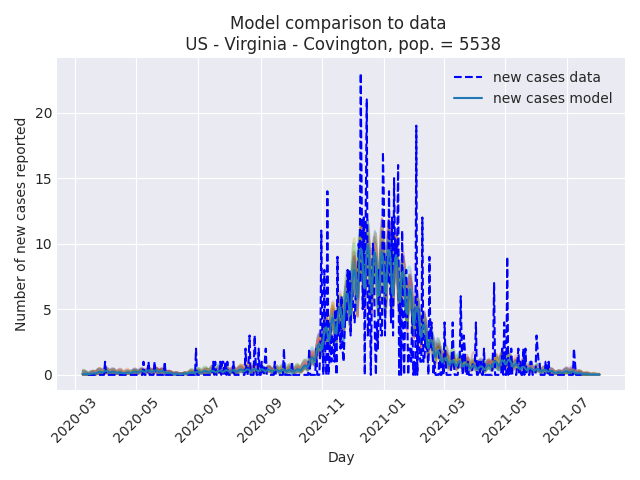 Model comparison to data
US - Virginia - Covington, pop. = 5538
new cases data
new cases model
Number of new cases reported
20
15
10
5
0
2020-03
2020-05
2020-07
2020-09
2020-11
2021-01
2021-03
2021-05
2021-07
Day